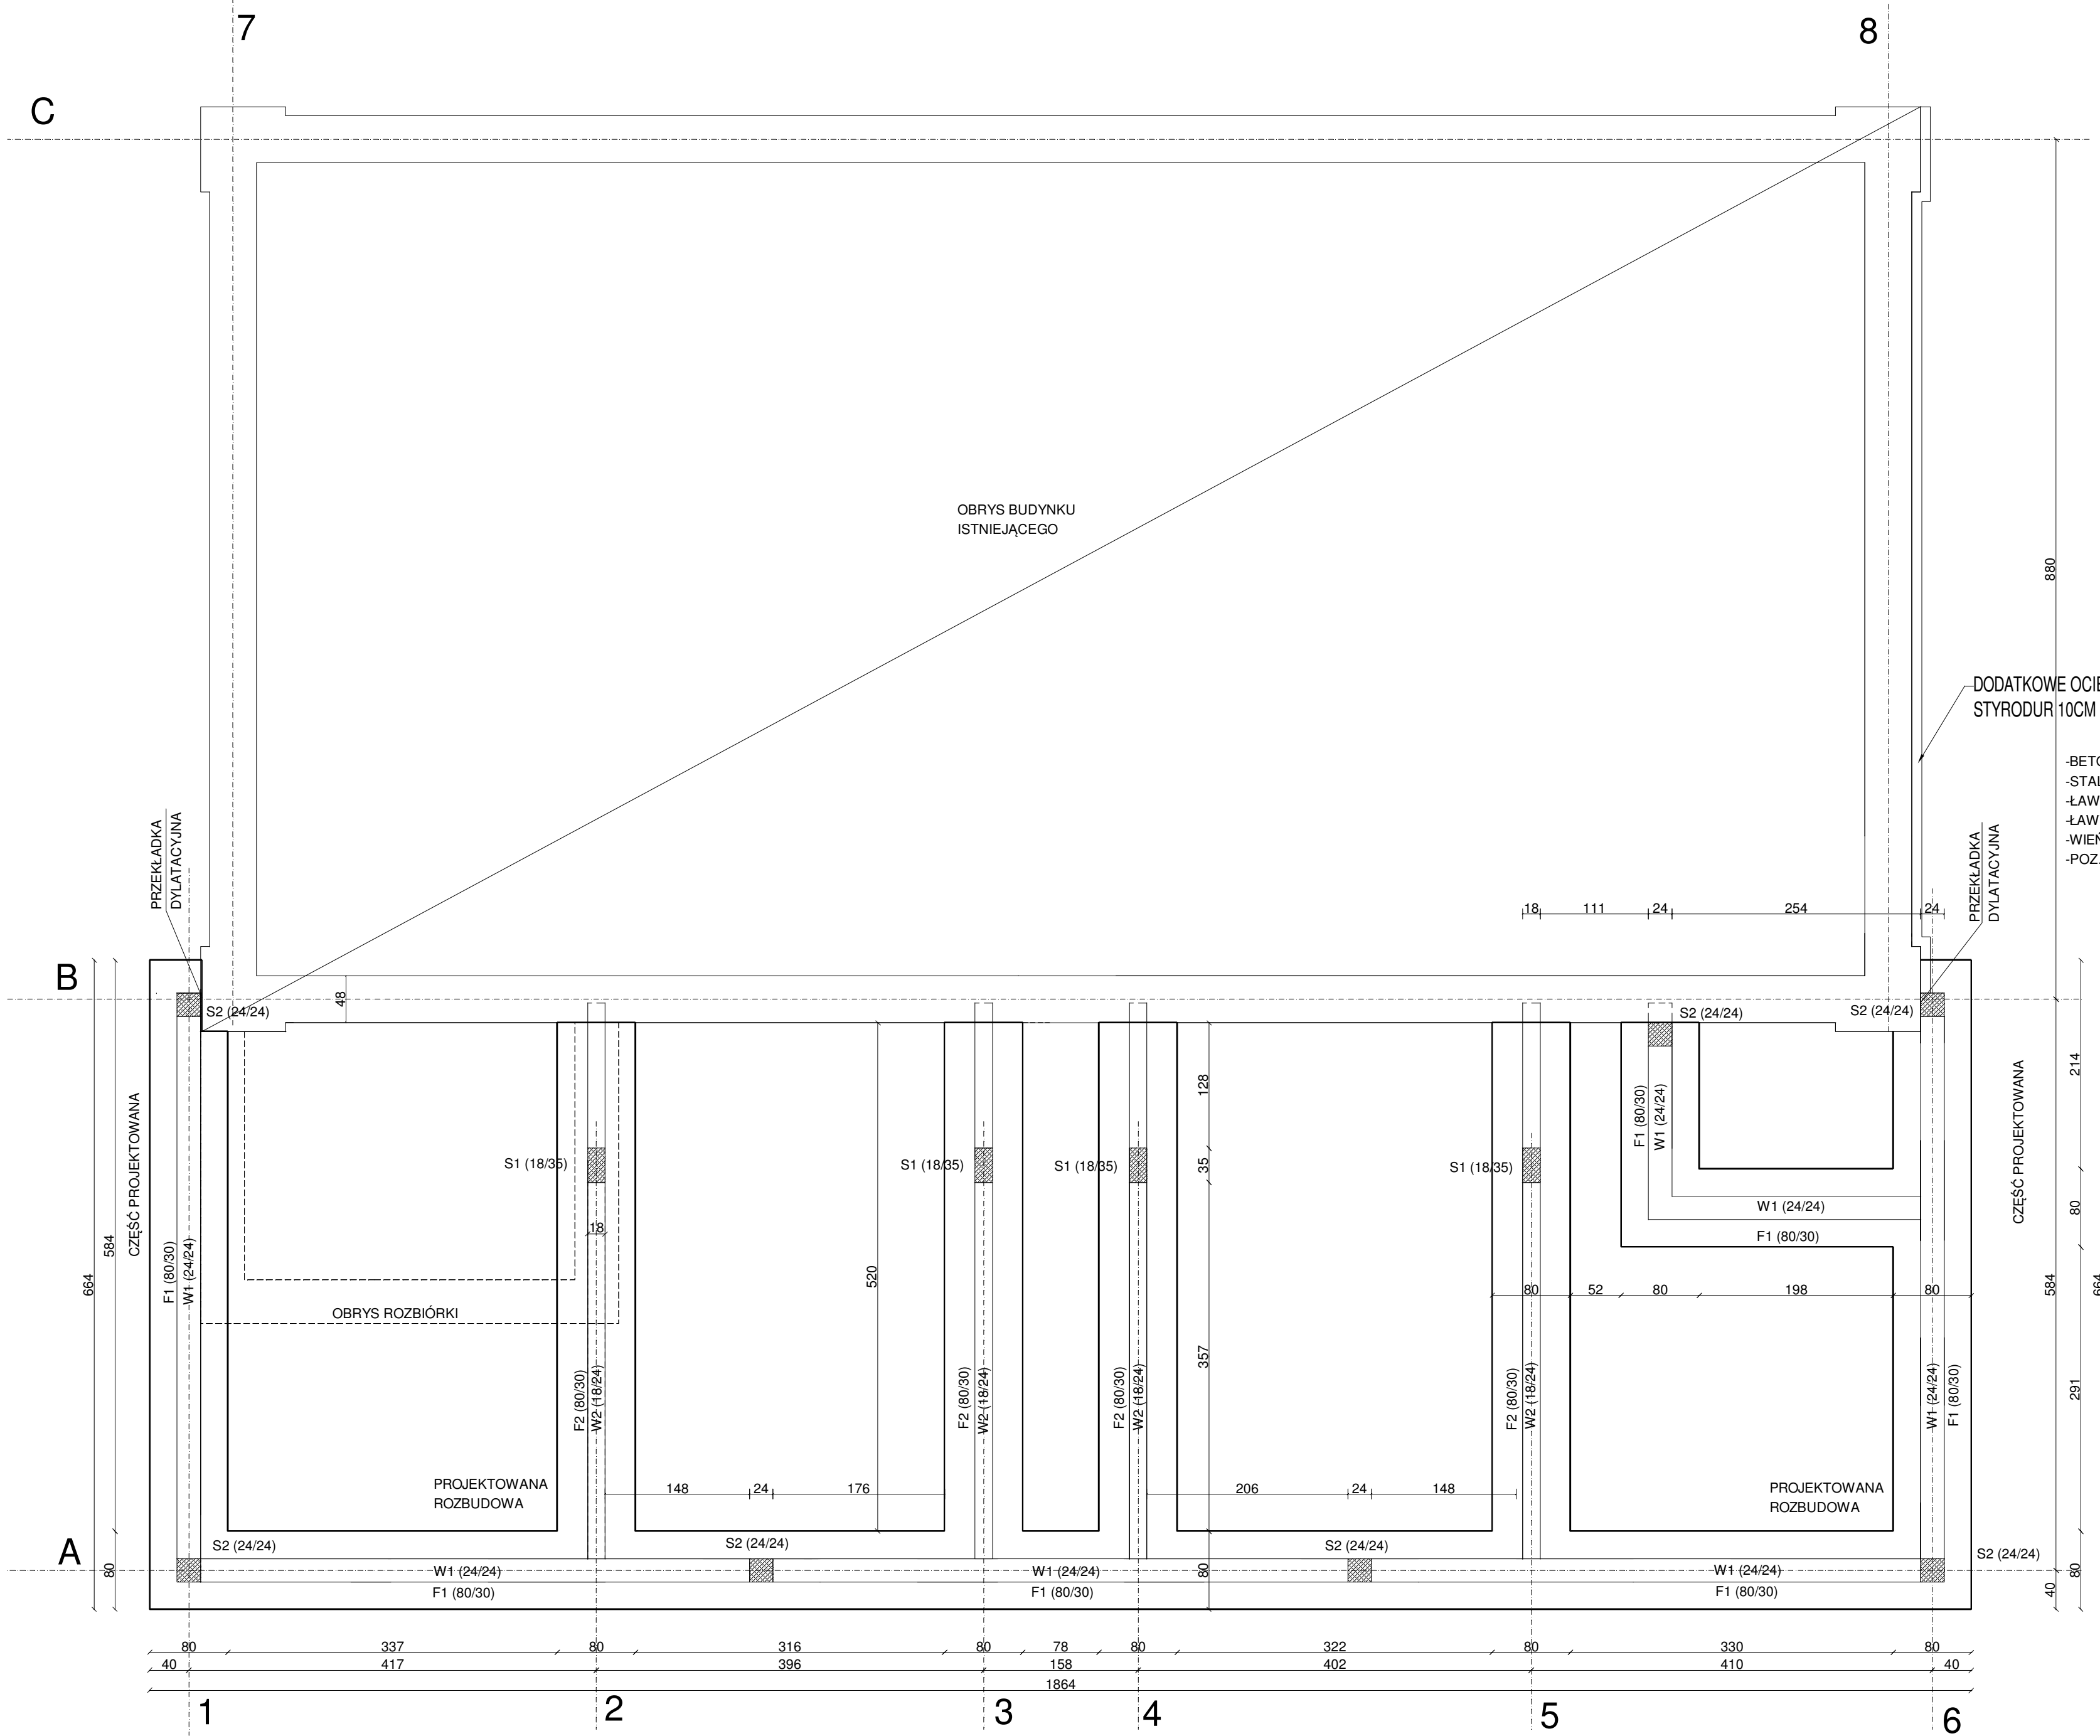 7
8
C
OBRYS BUDYNKU
ISTNIEJĄCEGO
880
DODATKOWE OCIE
STYRODUR 10CM
-BETO
-STAL
-ŁAW
-ŁAW
-WIEŃ
-POZ.
PRZEKŁADKA
DYLATACYJNA
PRZEKŁADKA
DYLATACYJNA
18
111
24
254
24
B
48
S2 (24/24)
S2 (24/24)
S2 (24/24)
CZĘŚĆ PROJEKTOWANA
CZĘŚĆ PROJEKTOWANA
664
584
80
F1 (80/30)
W1 (24/24)
S1 (18/35)
S1 (18/35)
S1 (18/35)
S1 (18/35)
128
35
357
80
F1 (80/30)
W1 (24/24)
W1 (24/24)
F1 (80/30)
214
80
291
80
584
40
664
18
520
OBRYS ROZBIÓRKI
80
52
80
198
80
F2 (80/30)
W2 (18/24)
F2 (80/30)
W2 (18/24)
F2 (80/30)
W2 (18/24)
F2 (80/30)
W2 (18/24)
W1 (24/24)
F1 (80/30)
PROJEKTOWANA
ROZBUDOWA
148
24
176
206
24
148
PROJEKTOWANA
ROZBUDOWA
A
S2 (24/24)
S2 (24/24)
S2 (24/24)
S2 (24/24)
W1 (24/24)
F1 (80/30)
W1 (24/24)
F1 (80/30)
W1 (24/24)
F1 (80/30)
80
337
80
316
80
78
80
322
80
330
80
40
417
396
158
402
410
40
1864
1
2
3
4
5
6